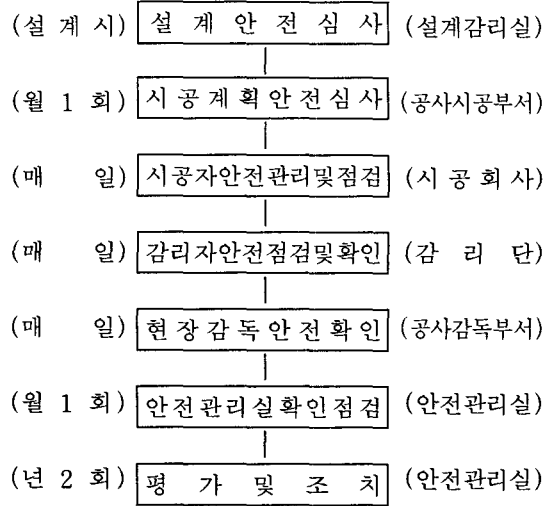 (설 계 시) 설 계 안 전 심 사 (설계감리실)
(월 1 회) 시 공 계 획 안 전 심 사 (공사시공부서)
(매 일) 시공자안전관리및점검 (시 공 회 사)
(매 일) 감리자안전점검및확인 (감 리 단)
(매 일) 현 장 감 독 안 전 확 인 (공사감독부서)
(월 1 회) 안전관리실확인점검 (안전관리실)
(년 2 회) 평 가 및 조 치 (안전관리실)